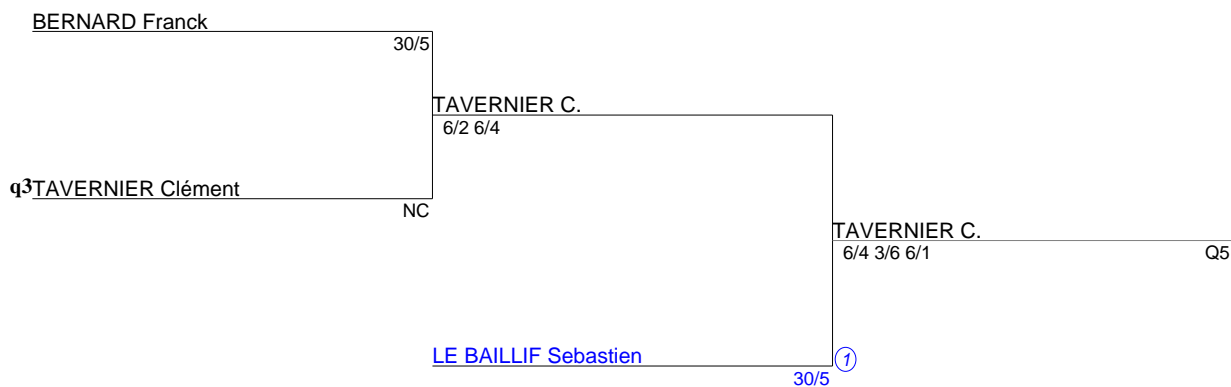 BERNARD Franck
30/5
TAVERNIER C.
6/2 6/4
q3TAVERNIER Clément
NC
TAVERNIER C.
6/4 3/6 6/1 Q5
LE BAILLIF Sebastien 1
30/5